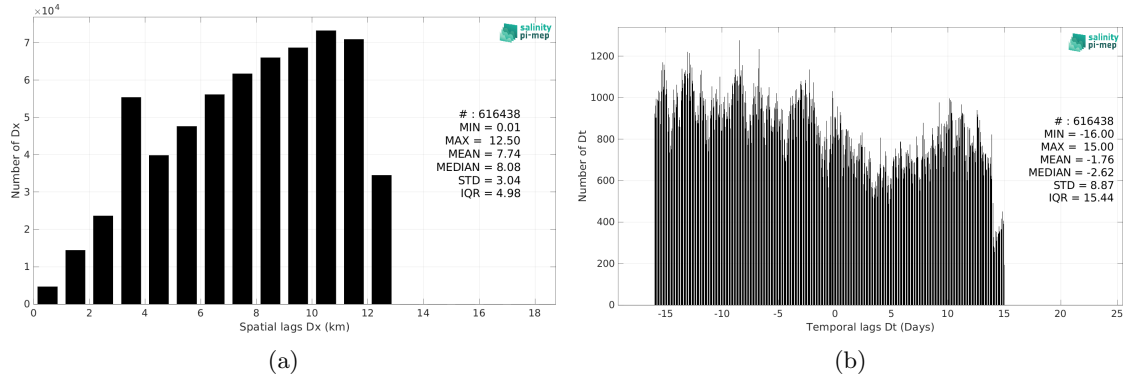 ×10⁴
7
6
5
4
3
2
1
0
Number of Dx
0 2 4 6 8 10 12 14 16 18
Spatial lags Dx (km)
salinity
pi-mep
# : 616438
MIN = 0.01
MAX = 12.50
MEAN = 7.74
MEDIAN = 8.08
STD = 3.04
IQR = 4.98
(a)
1200
1000
800
600
400
200
0
Number of Dt
-15 -10 -5 0 5 10 15 20 25
Temporal lags Dt (Days)
salinity
pi-mep
# : 616438
MIN = -16.00
MAX = 15.00
MEAN = -1.76
MEDIAN = -2.62
STD = 8.87
IQR = 15.44
(b)